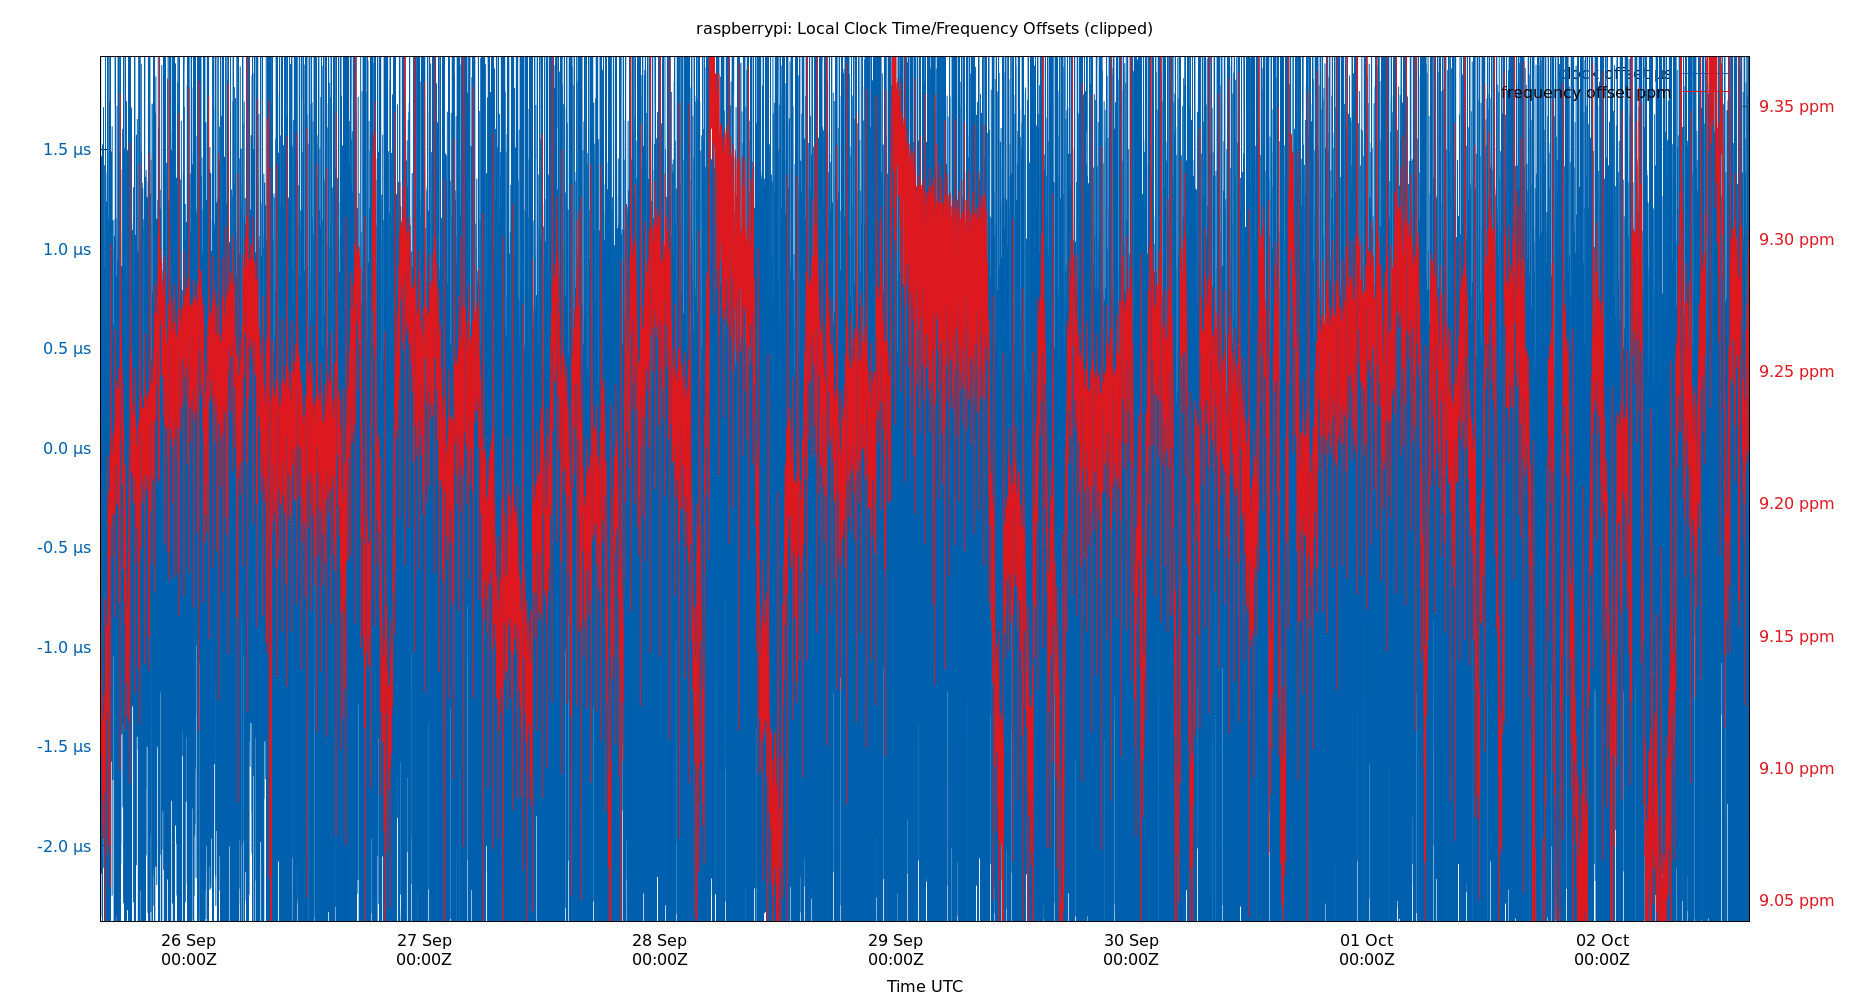 raspberrypi: Local Clock Time/Frequency Offsets (clipped)
clock offset µs
frequency offset ppm
1.5 µs
1.0 µs
0.5 µs
0.0 µs
-0.5 µs
-1.0 µs
-1.5 µs
-2.0 µs
9.35 ppm
9.30 ppm
9.25 ppm
9.20 ppm
9.15 ppm
9.10 ppm
9.05 ppm
26 Sep
00:00Z
27 Sep
00:00Z
28 Sep
00:00Z
29 Sep
00:00Z
30 Sep
00:00Z
01 Oct
00:00Z
02 Oct
00:00Z
Time UTC